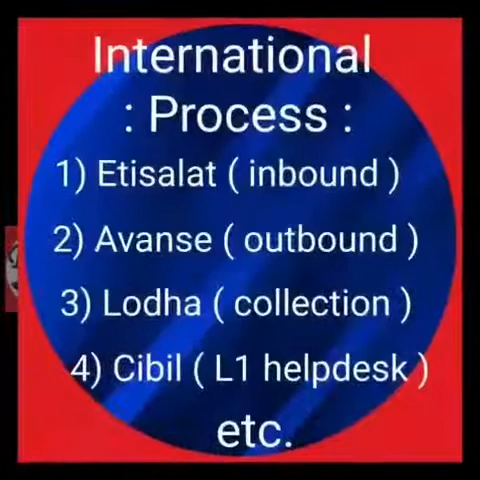 International
: Process :
1) Etisalat ( inbound )
2) Avanse ( outbound )
3) Lodha ( collection )
4) Cibil ( L1 helpdesk )
etc.